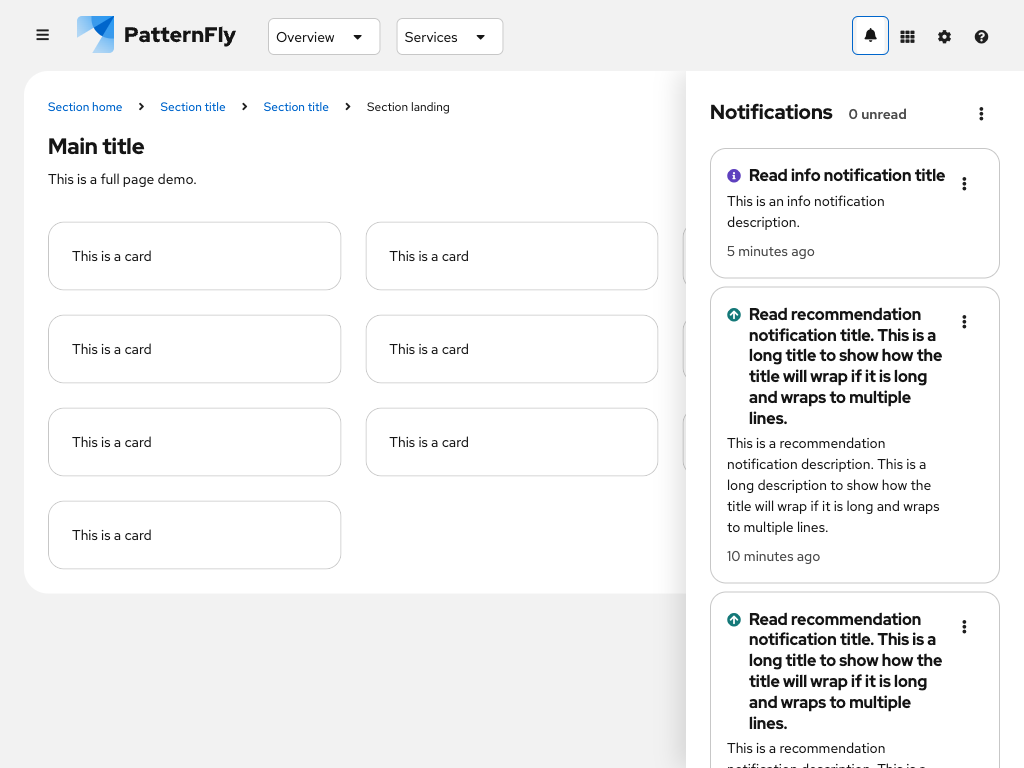 PatternFly
Overview
Services
Section home
Section title
Section title
Section landing
Main title
This is a full page demo.
This is a card
This is a card
This is a card
This is a card
This is a card
This is a card
This is a card
Notifications
0 unread
Read info notification title
This is an info notification
description.
5 minutes ago
Read recommendation
notification title. This is a
long title to show how the
title will wrap if it is long
and wraps to multiple
lines.
This is a recommendation
notification description. This is a
long description to show how the
title will wrap if it is long and wraps
to multiple lines.
10 minutes ago
Read recommendation
notification title. This is a
long title to show how the
title will wrap if it is long
and wraps to multiple
lines.
This is a recommendation
notification description. This is a